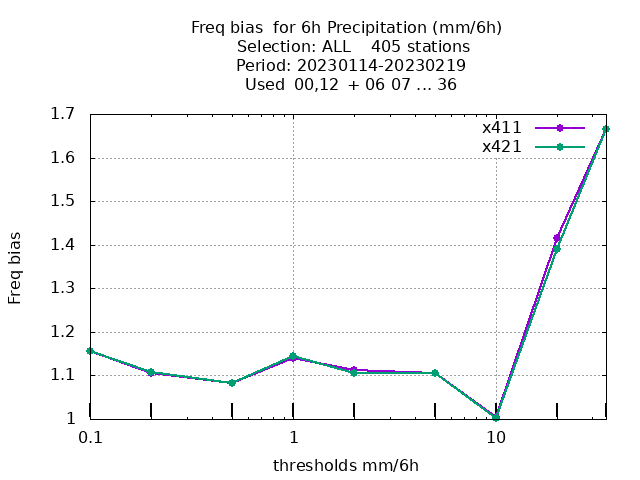 Freq bias  for 6h Precipitation (mm/6h)
Selection: ALL    405 stations
Period: 20230114-20230219
Used  00,12  + 06 07 ... 36
1.7
1.6
1.5
1.4
1.3
1.2
1.1
1
x411
x421
Freq bias
0.1
1
10
thresholds mm/6h